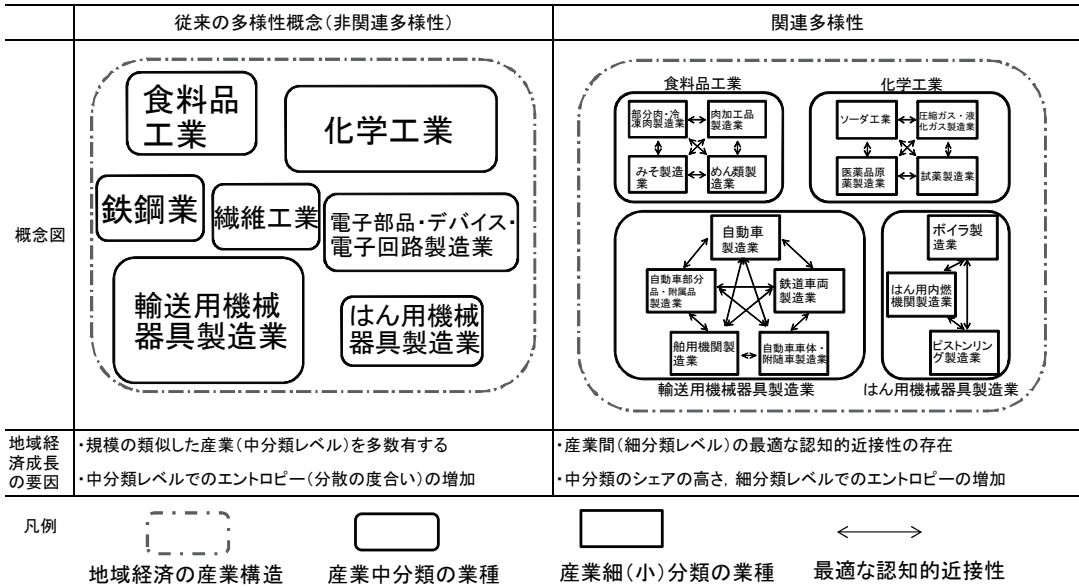 従来の多様性概念（非関連多様性）
関連多様性
概念図
食料品
工業
化学工業
鉄鋼業
繊維工業
電子部品・デバイス・
電子回路製造業
輸送用機械
器具製造業
はん用機械
器具製造業
食料品工業
部分肉・冷
凍肉製造業
肉加工品
製造業
みそ製造
業
めん類製
造業
化学工業
ソーダ工業
圧縮ガス・液
化ガス製造業
医薬品原
薬製造業
試薬製造業
自動車
製造業
自動車部分
品・附属品
製造業
鉄道車両
製造業
舶用機関製
造業
自動車車体・
附随車製造業
輸送用機械器具製造業
ボイラ製
造業
はん用内燃
機関製造業
ピストンリン
グ製造業
はん用機械器具製造業
地域経
済成長
の要因
・規模の類似した産業（中分類レベル）を多数有する
・中分類レベルでのエントロピー（分散の度合い）の増加
・産業間（細分類レベル）の最適な認知的近接性の存在
・中分類のシェアの高さ，細分類レベルでのエントロピーの増加
凡例
地域経済の産業構造
産業中分類の業種
産業細（小）分類の業種
最適な認知的近接性